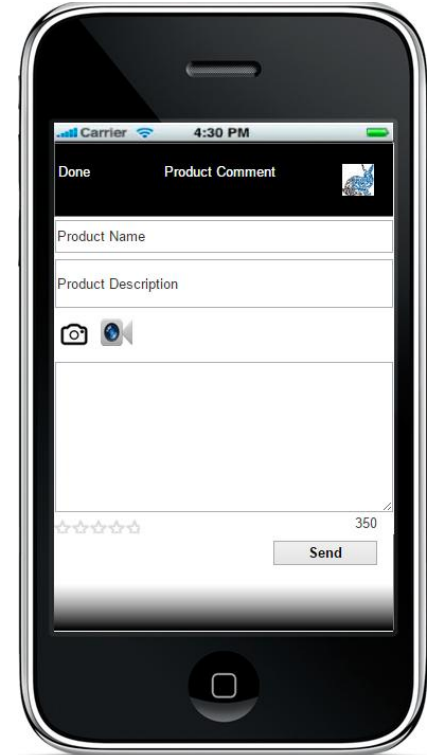 Carrier 4:30 PM
Done Product Comment
Product Name
Product Description
350
Send